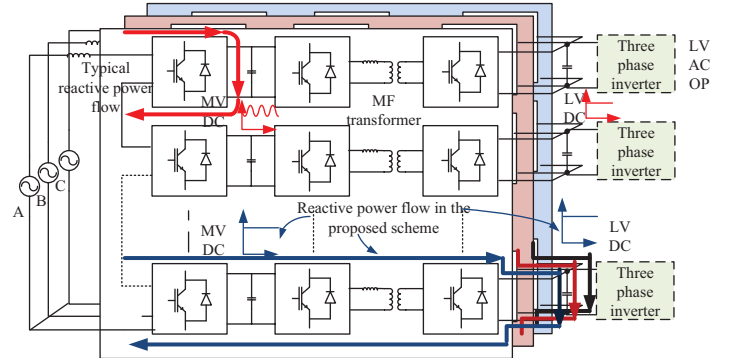 Typical
reactive power
flow
MV
DC
MF
transformer
Three
phase
inverter
LV
AC
OP
LV
DC
Three
phase
inverter
A
B
C
Reactive power flow in the
proposed scheme
MV
DC
LV
DC
Three
phase
inverter